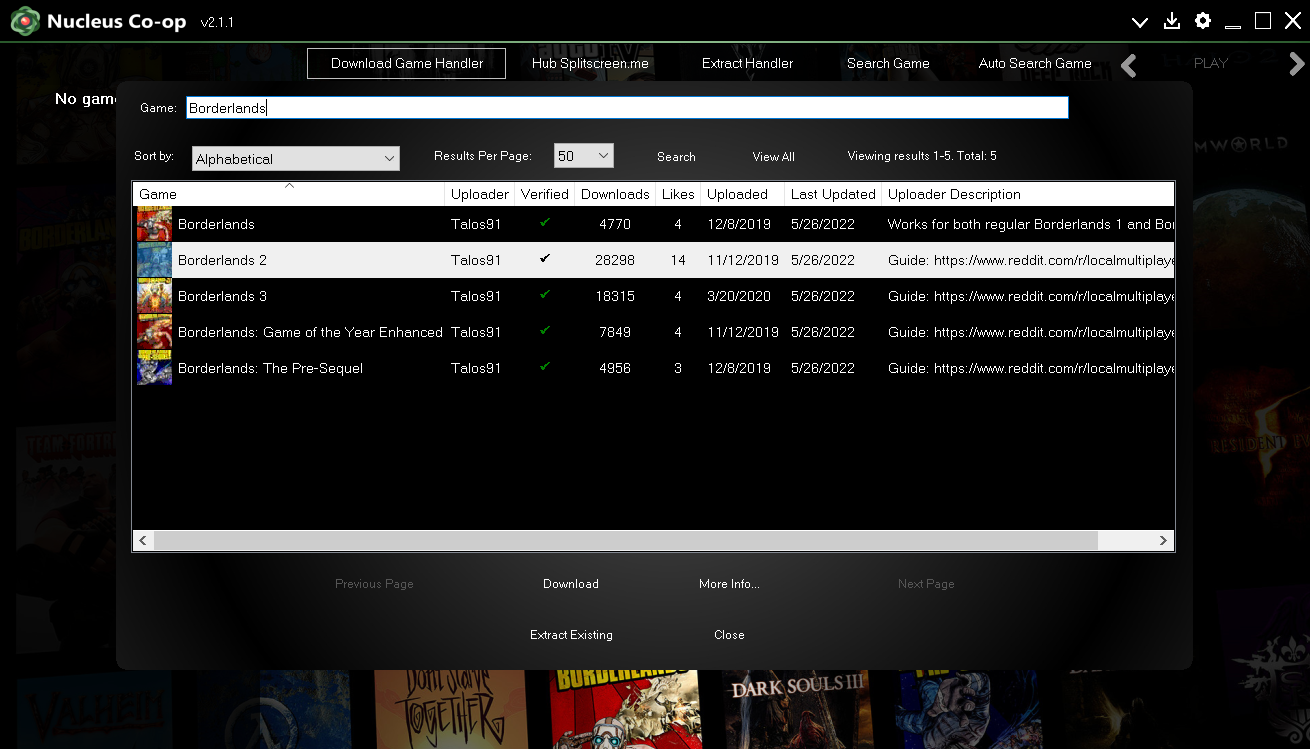 Nucleus Co-op v2.1.1
Download Game Handler Hub Splitscreen.me Extract Handler Search Game Auto Search Game PLAY
No game
Game: Borderlands
Sort by: Alphabetical Results Per Page: 50 Search View All Viewing results 1-5. Total: 5
Game Uploader Verified Downloads Likes Uploaded Last Updated Uploader Description
Borderlands Talos91 ✔ 4770 4 12/8/2019 5/26/2022 Works for both regular Borderlands 1 and Bor
Borderlands 2 Talos91 ✔ 28298 14 11/12/2019 5/26/2022 Guide: https://www.reddit.com/r/localmultiplaye
Borderlands 3 Talos91 ✔ 18315 4 3/20/2020 5/26/2022 Guide: https://www.reddit.com/r/localmultiplaye
Borderlands: Game of the Year Enhanced Talos91 ✔ 7849 4 11/12/2019 5/26/2022 Guide: https://www.reddit.com/r/localmultiplaye
Borderlands: The Pre-Sequel Talos91 ✔ 4956 3 12/8/2019 5/26/2022 Guide: https://www.reddit.com/r/localmultiplaye
Previous Page Download More Info... Next Page
Extract Existing Close
MWORLD
BORDERLAN
TEAM FORTRE
RESIDENT
VALHEIM
DON'T STARVE
TOGETHER
BORDERLANDS
DARK SOULS III